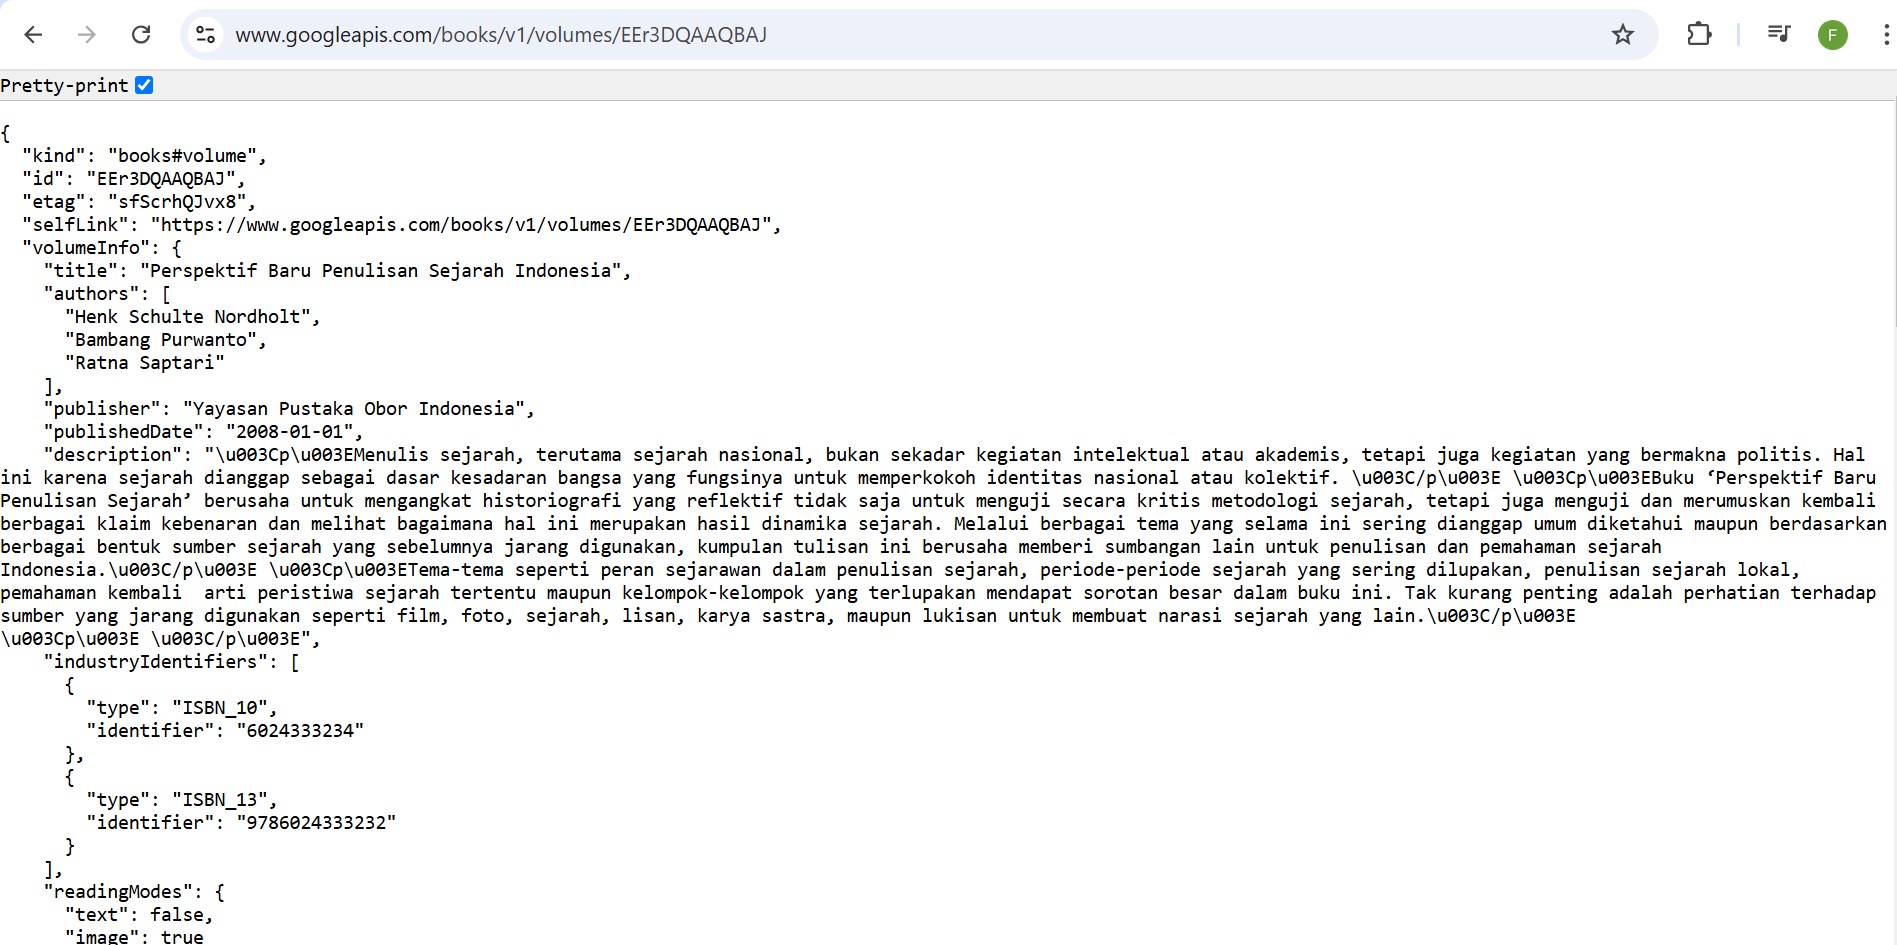 www.googleapis.com/books/v1/volumes/EEr3DQAAQBAJ
F
Pretty-print
{
"kind": "books#volume",
"id": "EEr3DQAAQBAJ",
"etag": "sfScrhQJvx8",
"selfLink": "https://www.googleapis.com/books/v1/volumes/EEr3DQAAQBAJ",
"volumeInfo": {
"title": "Perspektif Baru Penulisan Sejarah Indonesia",
"authors": [
"Henk Schulte Nordholt",
"Bambang Purwanto",
"Ratna Saptari"
],
"publisher": "Yayasan Pustaka Obor Indonesia",
"publishedDate": "2008-01-01",
"description": "\u003Cp\u003EMenulis sejarah, terutama sejarah nasional, bukan sekadar kegiatan intelektual atau akademis, tetapi juga kegiatan yang bermakna politis. Hal
ini karena sejarah dianggap sebagai dasar kesadaran bangsa yang fungsinya untuk memperkokoh identitas nasional atau kolektif. \u003C/p\u003E \u003Cp\u003EBuku ‘Perspektif Baru
Penulisan Sejarah’ berusaha untuk mengangkat historiografi yang reflektif tidak saja untuk menguji secara kritis metodologi sejarah, tetapi juga menguji dan merumuskan kembali
berbagai klaim kebenaran dan melihat bagaimana hal ini merupakan hasil dinamika sejarah. Melalui berbagai tema yang selama ini sering dianggap umum diketahui maupun berdasarkan
berbagai bentuk sumber sejarah yang sebelumnya jarang digunakan, kumpulan tulisan ini berusaha memberi sumbangan lain untuk penulisan dan pemahaman sejarah
Indonesia.\u003C/p\u003E \u003Cp\u003ETema-tema seperti peran sejarawan dalam penulisan sejarah, periode-periode sejarah yang sering dilupakan, penulisan sejarah lokal,
pemahaman kembali  arti peristiwa sejarah tertentu maupun kelompok-kelompok yang terlupakan mendapat sorotan besar dalam buku ini. Tak kurang penting adalah perhatian terhadap
sumber yang jarang digunakan seperti film, foto, sejarah, lisan, karya sastra, maupun lukisan untuk membuat narasi sejarah yang lain.\u003C/p\u003E
\u003Cp\u003E \u003C/p\u003E",
"industryIdentifiers": [
{
"type": "ISBN_10",
"identifier": "6024333234"
},
{
"type": "ISBN_13",
"identifier": "9786024333232"
}
],
"readingModes": {
"text": false,
"image": true